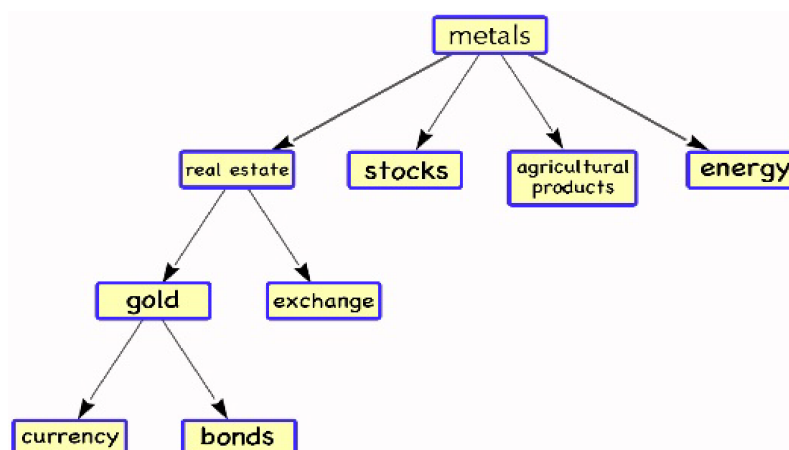 metals
real estate
stocks
agricultural
products
energy
gold
exchange
currency
bonds